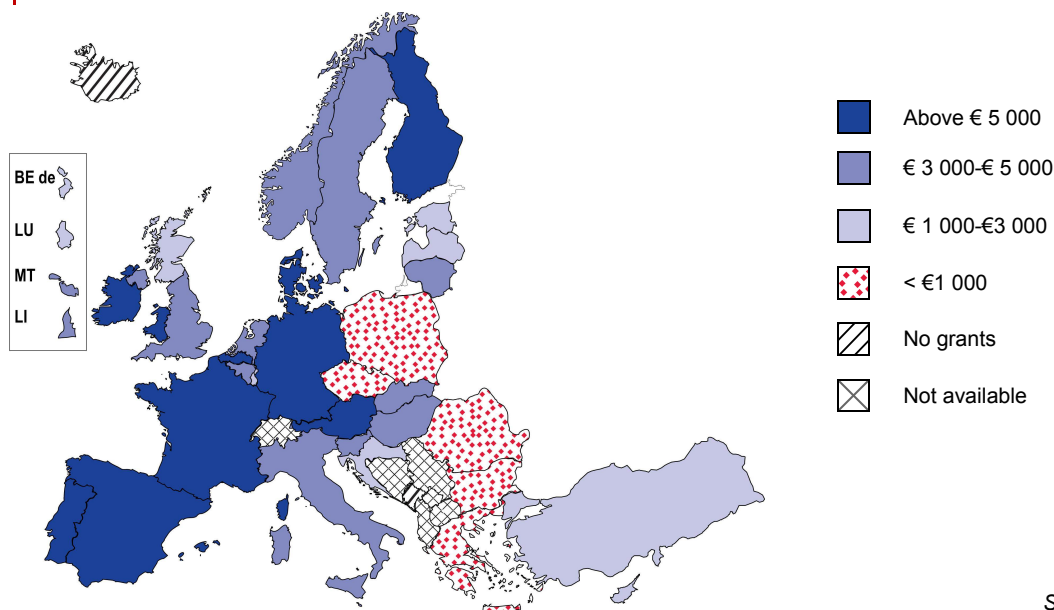 Above € 5 000
€ 3 000-€ 5 000
€ 1 000-€3 000
< €1 000
No grants
Not available
BE de
LU
MT
LI
S